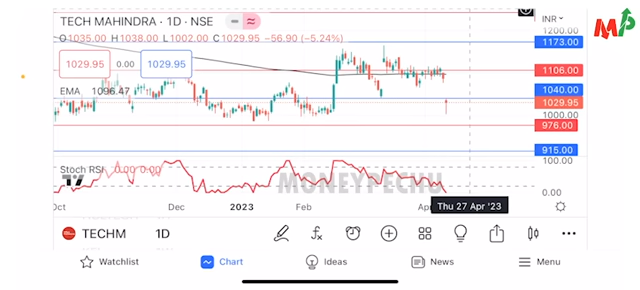 TECH MAHINDRA · 1D · NSE
INR
MP
O1035.00 H1038.00 L1002.00 C1029.95 −56.90 (−5.24%)
1200.00
1173.00
1029.95 0.00 1029.95
1106.00
EMA 1096.47
1040.00
1029.95
1000.00
976.00
915.00
100.00
Stoch RSI 0.00 0.00
MONEYPECHU
0.00
Oct Dec 2023 Feb Thu 27 Apr '23
TECHM 1D
Watchlist Chart Ideas News Menu